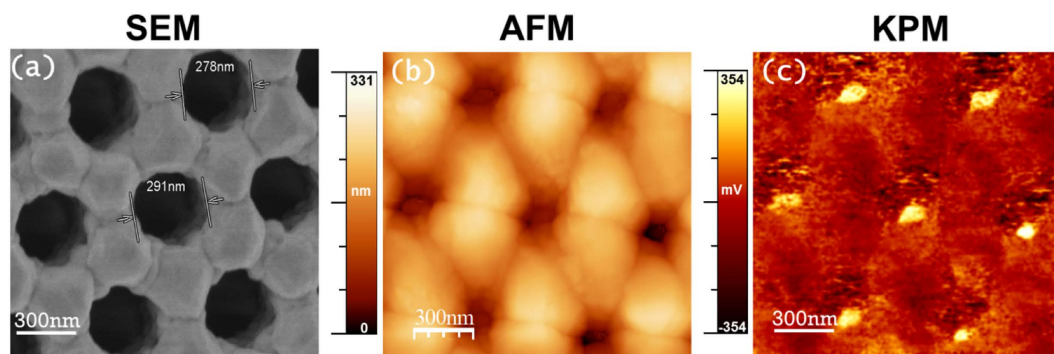 SEM
AFM
KPM
(a)
278nm
291nm
300nm
331
nm
0
(b)
300nm
354
mV
-354
(c)
300nm